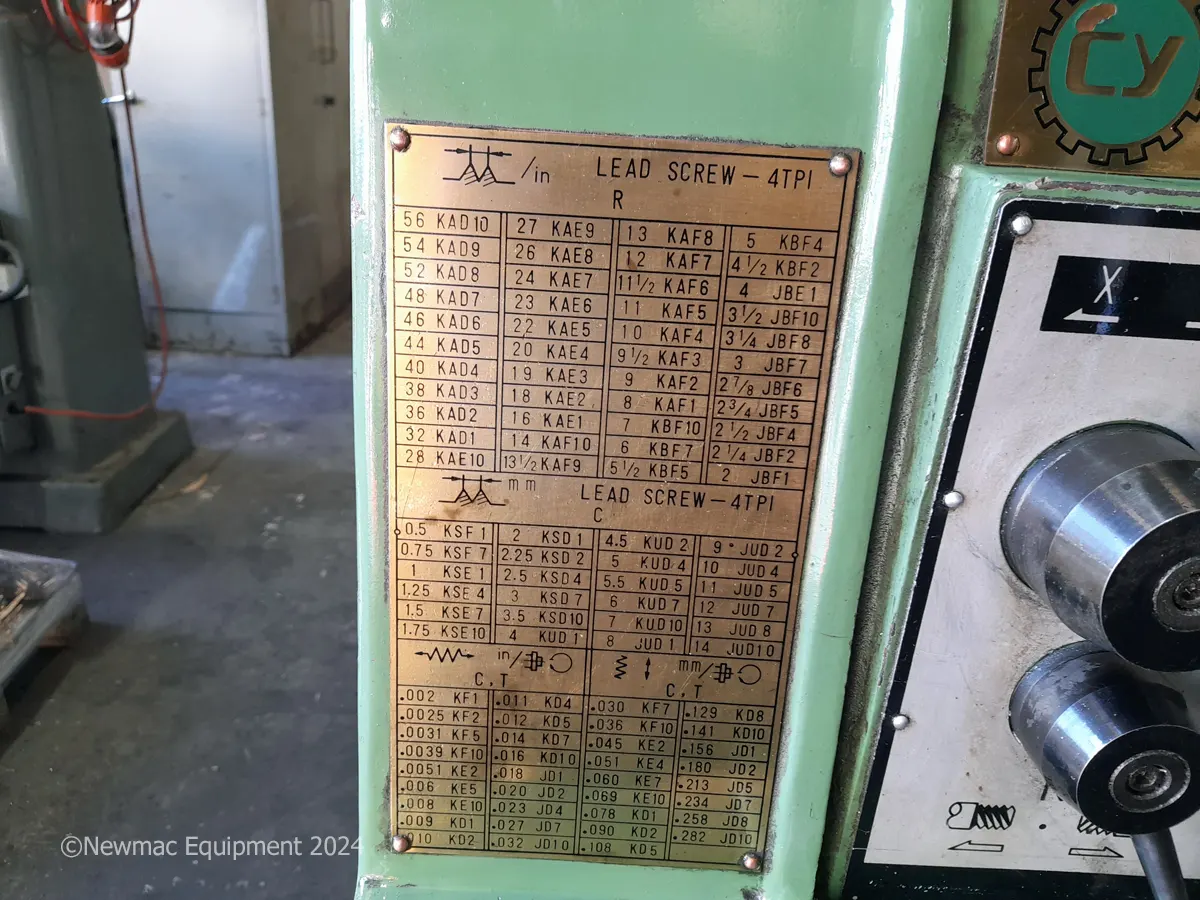 CY
/in LEAD SCREW-4TPI
R
56 KAD10 27 KAE9 13 KAF8 5 KBF4
54 KAD9 26 KAE8 12 KAF7 4 1/2 KBF2
52 KAD8 24 KAE7 11 1/2 KAF6 4 JBE1
48 KAD7 23 KAE6 11 KAF5 3 1/2 JBF10
46 KAD6 22 KAE5 10 KAF4 3 1/4 JBF8
44 KAD5 20 KAE4 9 1/2 KAF3 3 JBF7
40 KAD4 19 KAE3 9 KAF2 2 7/8 JBF6
38 KAD3 18 KAE2 8 KAF1 2 3/4 JBF5
36 KAD2 16 KAE1 7 KBF10 2 1/2 JBF4
32 KAD1 14 KAF10 6 KBF7 2 1/4 JBF2
28 KAE10 13 1/2 KAF9 5 1/2 KBF5 2 JBF1
mm LEAD SCREW-4TPI
C
0.5 KSF1 2 KSD1 4.5 KUD2 9 JUD2
0.75 KSF7 2.25 KSD2 5 KUD4 10 JUD4
1 KSE1 2.5 KSD4 5.5 KUD5 11 JUD5
1.25 KSE4 3 KSD7 6 KUD7 12 JUD7
1.5 KSE7 3.5 KSD10 7 KUD10 13 JUD8
1.75 KSE10 4 KUD1 8 JUD1 14 JUD10
in/ mm/
C,T C,T
.002 KF1 .011 KD4 .030 KF7 .129 KD8
.0025 KF2 .012 KD5 .036 KF10 .141 KD10
.0031 KF5 .014 KD7 .045 KE2 .156 JD1
.0039 KF10 .016 KD10 .051 KE4 .180 JD2
.0051 KE2 .018 JD1 .060 KE7 .213 JD5
.006 KE5 .020 JD2 .069 KE10 .234 JD7
.008 KE10 .023 JD4 .078 KD1 .258 JD8
.009 KD1 .027 JD7 .090 KD2 .282 JD10
.010 KD2 .032 JD10 .108 KD5
X
©Newmac Equipment 2024